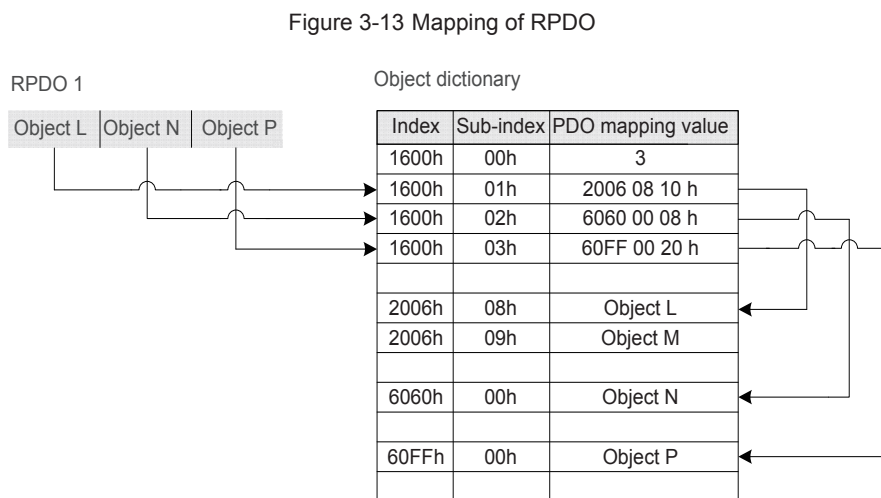 Figure 3-13 Mapping of RPDO
RPDO 1
Object dictionary
Object L Object N Object P
Index Sub-index PDO mapping value
1600h 00h 3
1600h 01h 2006 08 10 h
1600h 02h 6060 00 08 h
1600h 03h 60FF 00 20 h
2006h 08h Object L
2006h 09h Object M
6060h 00h Object N
60FFh 00h Object P